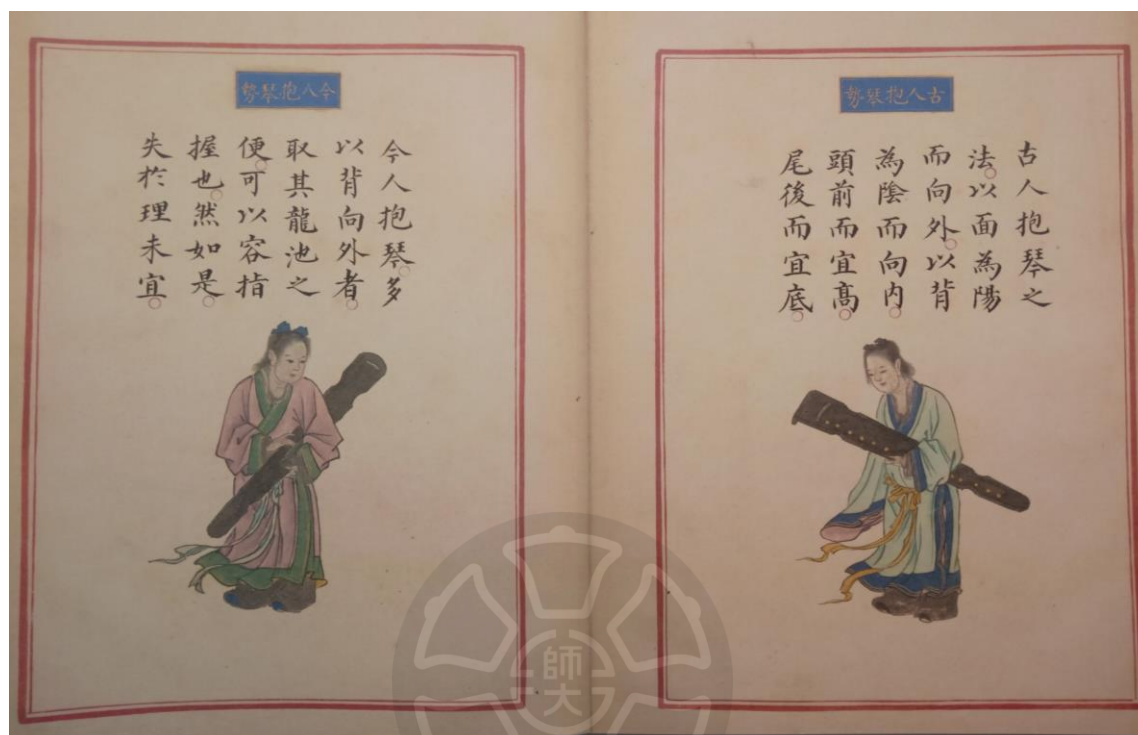 古人抱琴勢
古人抱琴之
法。以面為陽
而向外。以背
為陰而向内。
頭前而宜高。
尾後而宜底。
今人抱琴勢
今人抱琴。多
以背向外者。
取其龍池之
便。可以容指
握也。然如是。
失於理未宜。
師大